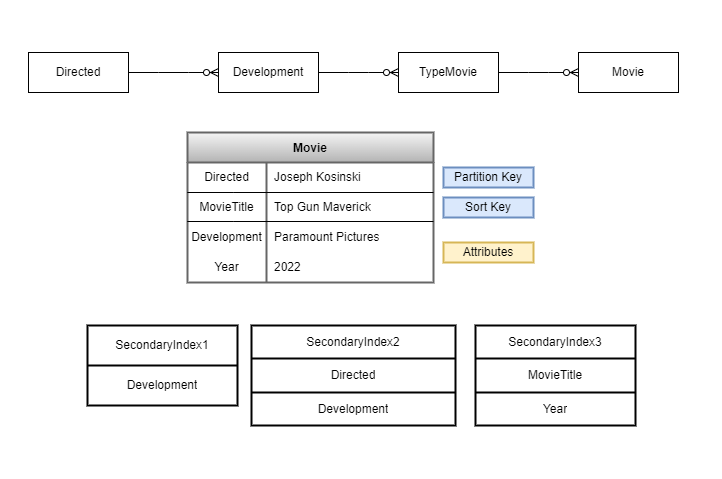 Directed
Development
TypeMovie
Movie
Movie
Directed
Joseph Kosinski
Partition Key
MovieTitle
Top Gun Maverick
Sort Key
Development
Paramount Pictures
Attributes
Year
2022
SecondaryIndex1
Development
SecondaryIndex2
Directed
Development
SecondaryIndex3
MovieTitle
Year